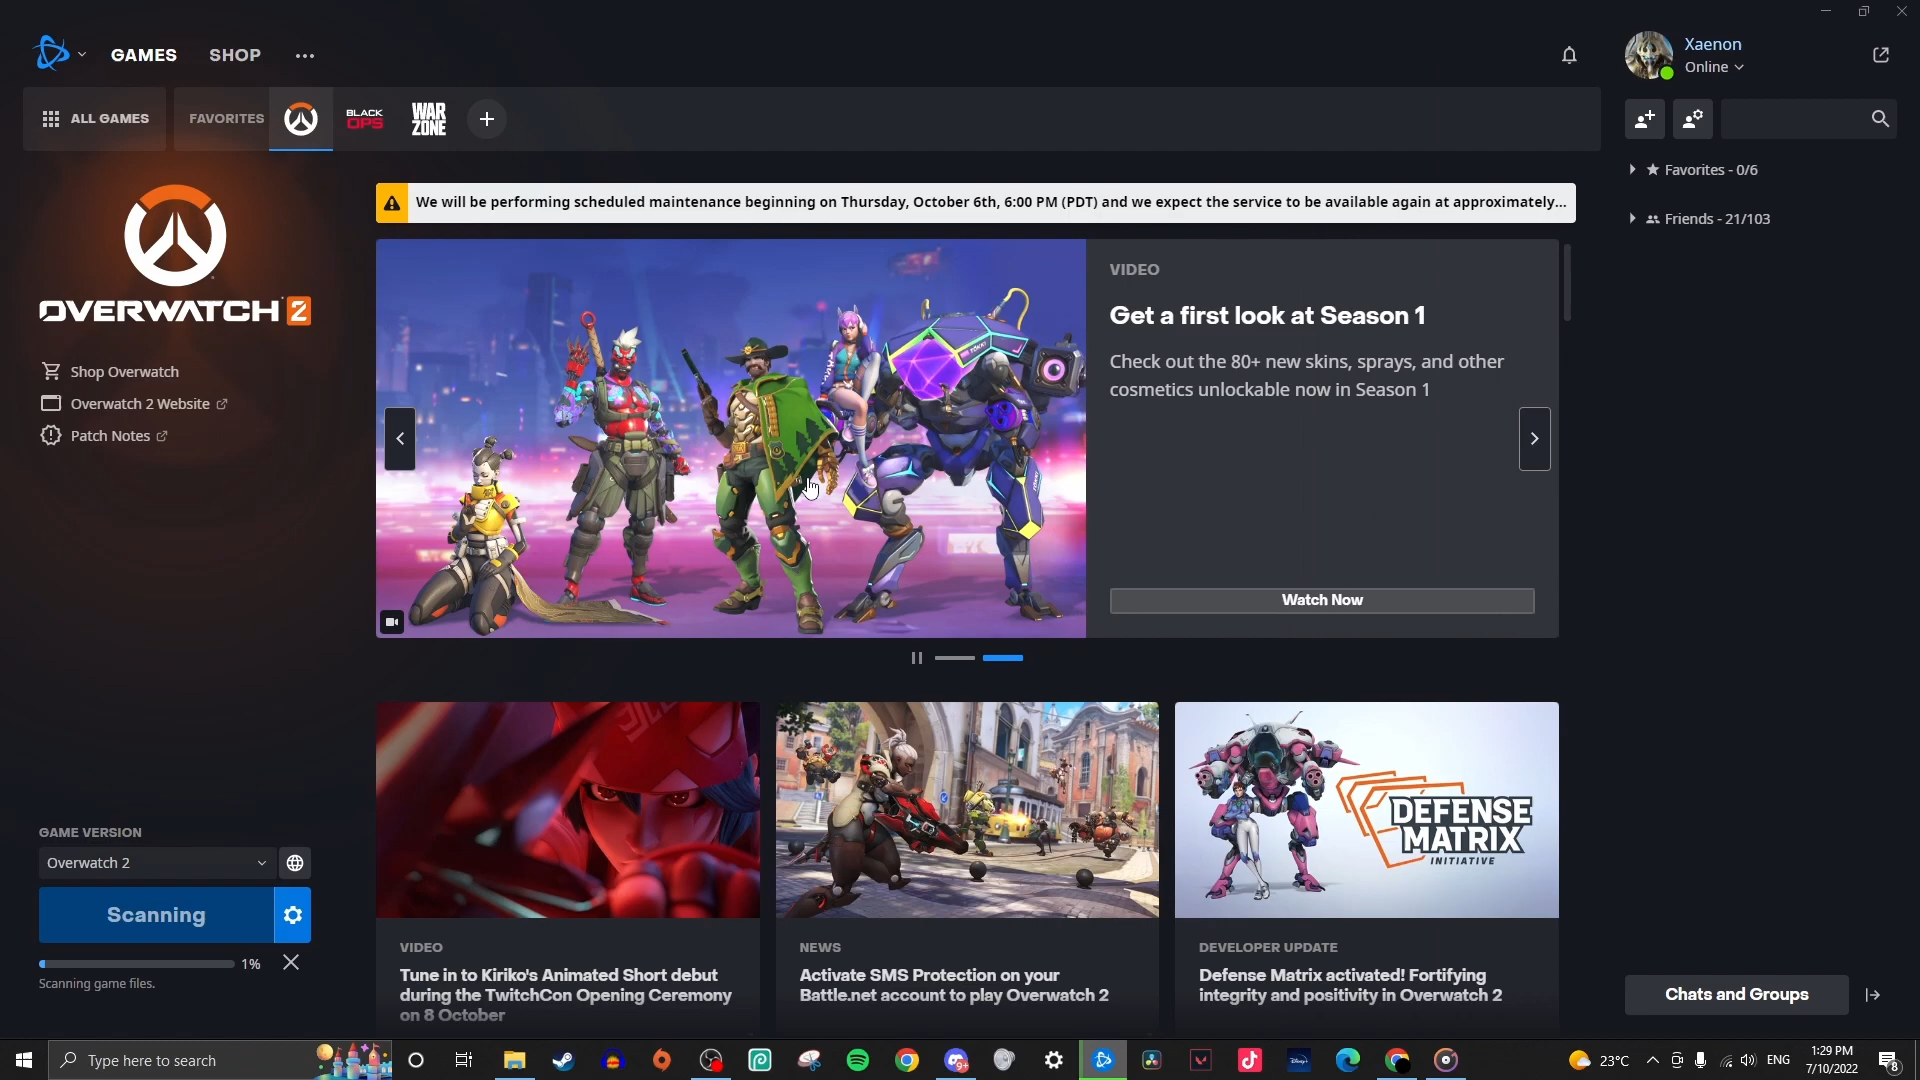 GAMES SHOP
Xaenon
Online
ALL GAMES FAVORITES BLACK OPS WAR ZONE
We will be performing scheduled maintenance beginning on Thursday, October 6th, 6:00 PM (PDT) and we expect the service to be available again at approximately...
Favorites - 0/6
Friends - 21/103
OVERWATCH 2
Shop Overwatch
Overwatch 2 Website
Patch Notes
VIDEO
Get a first look at Season 1
Check out the 80+ new skins, sprays, and other
cosmetics unlockable now in Season 1
Watch Now
DEFENSE
MATRIX
INITIATIVE
GAME VERSION
Overwatch 2
Scanning
1%
Scanning game files.
VIDEO
Tune in to Kiriko's Animated Short debut
during the TwitchCon Opening Ceremony
on 8 October
NEWS
Activate SMS Protection on your
Battle.net account to play Overwatch 2
DEVELOPER UPDATE
Defense Matrix activated! Fortifying
integrity and positivity in Overwatch 2
Chats and Groups
Type here to search
9+
Disney+
23°C
ENG
1:29 PM
7/10/2022
8